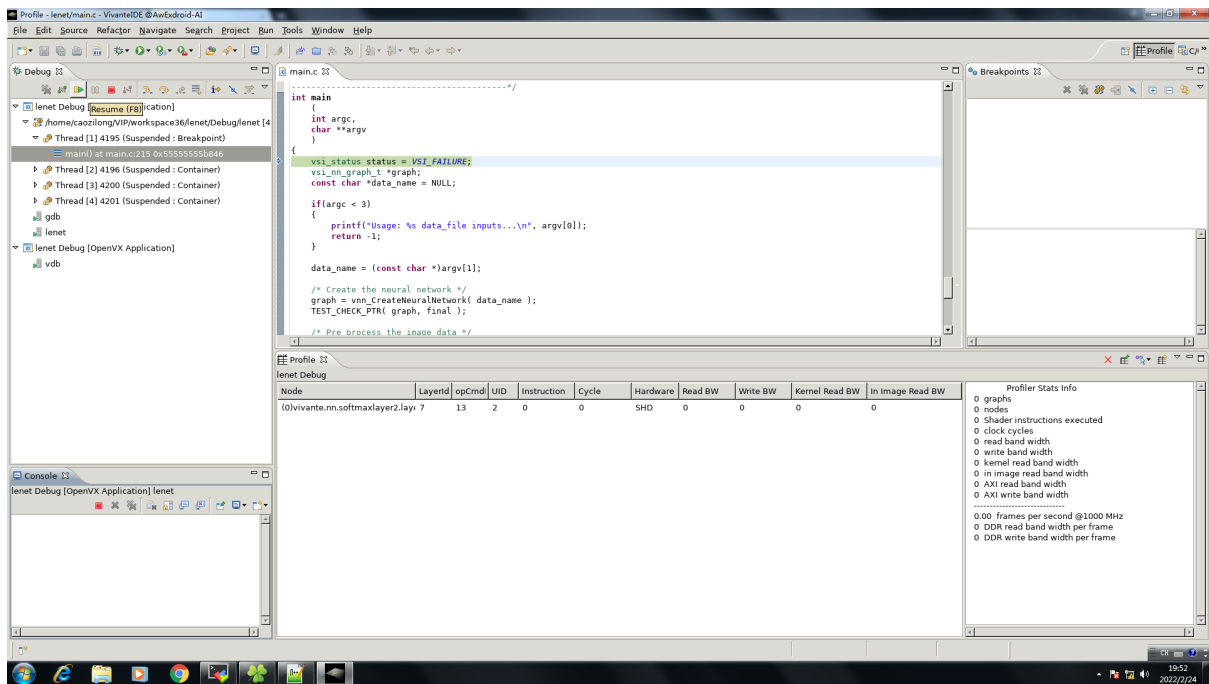 Profile - lenet/main.c - VivanteIDE @AwExdroid-AI
File Edit Source Refactor Navigate Search Project Run Tools Window Help
Profile C/
Debug
lenet Debug [ ication]
Resume (F8)
/home/caozilong/VIP/workspace36/lenet/Debug/lenet [4
Thread [1] 4195 (Suspended : Breakpoint)
main() at main.c:215 0x55555555b846
Thread [2] 4196 (Suspended : Container)
Thread [3] 4200 (Suspended : Container)
Thread [4] 4201 (Suspended : Container)
gdb
lenet
lenet Debug [OpenVX Application]
vdb
main.c
-----------------------------------------------*/
int main
(
int argc,
char **argv
)
{
vsi_status status = VSI_FAILURE;
vsi_nn_graph_t *graph;
const char *data_name = NULL;
if(argc < 3)
{
printf("Usage: %s data_file inputs...\n", argv[0]);
return -1;
}
data_name = (const char *)argv[1];
/* Create the neural network */
graph = vnn_CreateNeuralNetwork( data_name );
TEST_CHECK_PTR( graph, final );
/* Pre process the image data */
Breakpoints
Profile
lenet Debug
Node LayerId opCmdI UID Instruction Cycle Hardware Read BW Write BW Kernel Read BW In Image Read BW
(0)vivante.nn.softmaxlayer2.laye 7 13 2 0 0 SHD 0 0 0 0
Profiler Stats Info
0 graphs
0 nodes
0 Shader instructions executed
0 clock cycles
0 read band width
0 write band width
0 kernel read band width
0 in image read band width
0 AXI read band width
0 AXI write band width
----------------------------
0.00 frames per second @1000 MHz
0 DDR read band width per frame
0 DDR write band width per frame
Console
lenet Debug [OpenVX Application] lenet
CH
19:52
2022/2/24